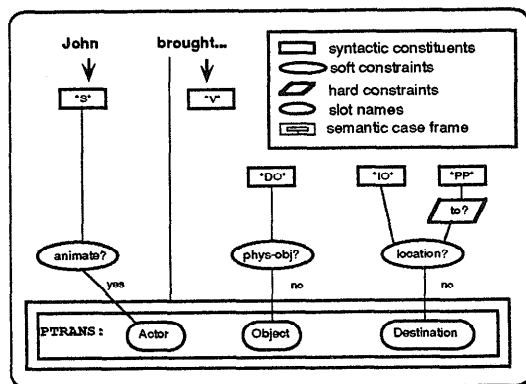 John brought...
syntactic constituents
soft constraints
hard constraints
slot names
semantic case frame
"S" "V"
"DO" "IO" "PP"
to?
animate? phys-obj? location?
yes no no
PTRANS: Actor Object Destination